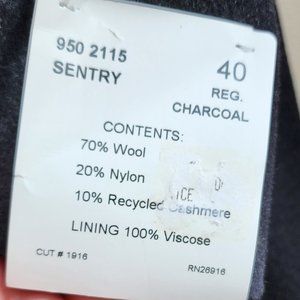 950 2115
SENTRY
40
REG.
CHARCOAL
CONTENTS:
70% Wool
20% Nylon
10% Recycled Cashmere
ICE
LINING 100% Viscose
CUT # 1916
RN26916